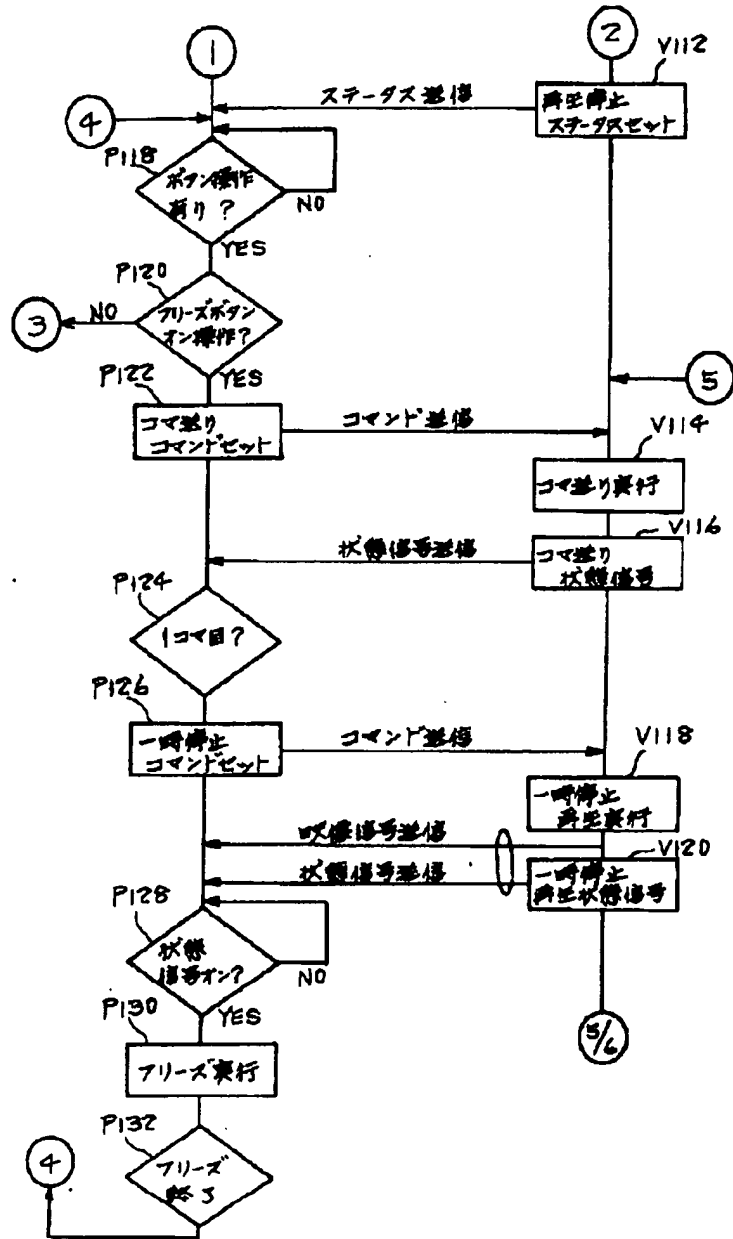 1
2
V112
ステータス送信
再生停止
ステータスセット
4
P118
ボタン操作
有り?
NO
YES
P120
フリーズボタン
オン操作?
NO
3
YES
5
P122
コマ送り
コマンドセット
コマンド送信
V114
コマ送り実行
V116
状態信号送信
コマ送り
状態信号
P124
1コマ目?
P126
一時停止
コマンドセット
コマンド送信
V118
一時停止
再生実行
映像信号送信
V120
状態信号送信
一時停止
再生状態信号
P128
状態
信号オン?
NO
YES
5/6
P130
フリーズ実行
P132
フリーズ
終了
4